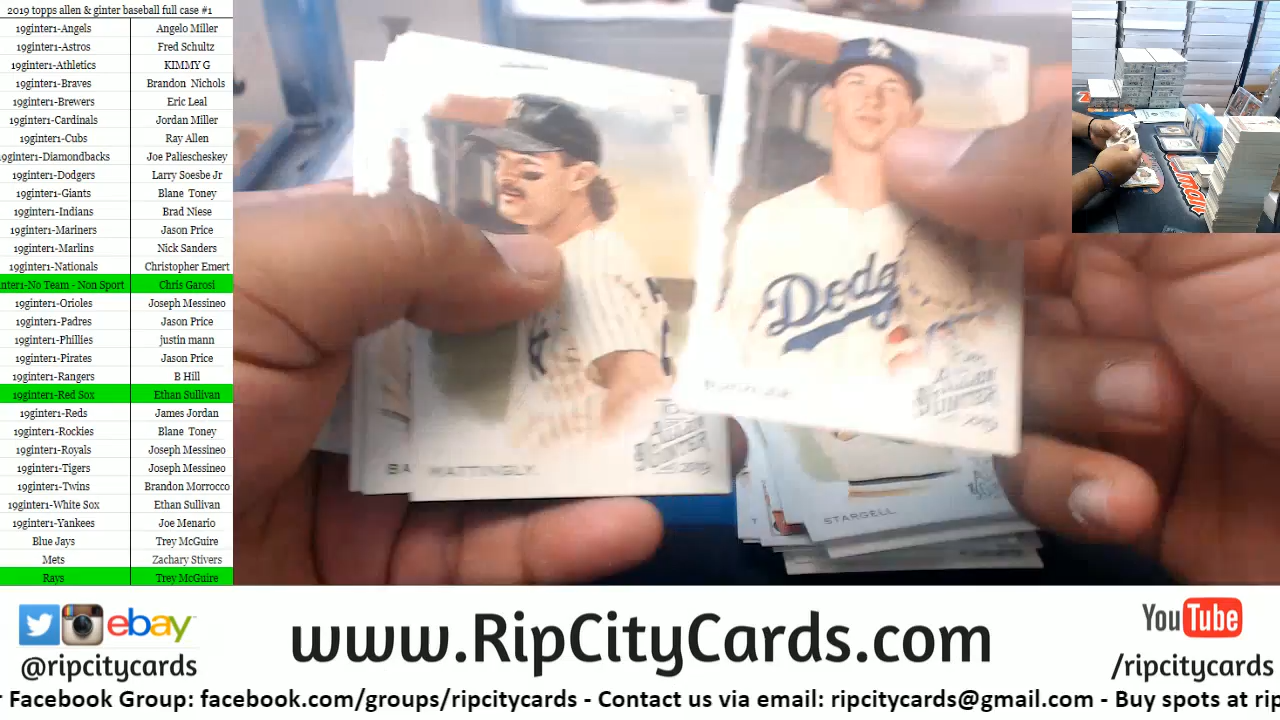 2019 topps allen & ginter baseball full case #1
19ginter1-Angels Angelo Miller
19ginter1-Astros Fred Schultz
19ginter1-Athletics KIMMY G
19ginter1-Braves Brandon Nichols
19ginter1-Brewers Eric Leal
19ginter1-Cardinals Jordan Miller
19ginter1-Cubs Ray Allen
9ginter1-Diamondbacks Joe Paliescheskey
19ginter1-Dodgers Larry Soesbe Jr
19ginter1-Giants Blane Toney
19ginter1-Indians Brad Niese
19ginter1-Mariners Jason Price
19ginter1-Marlins Nick Sanders
19ginter1-Nationals Christopher Emert
nter1-No Team - Non Sport Chris Garosi
19ginter1-Orioles Joseph Messineo
19ginter1-Padres Jason Price
19ginter1-Phillies justin mann
19ginter1-Pirates Jason Price
19ginter1-Rangers B Hill
19ginter1-Red Sox Ethan Sullivan
19ginter1-Reds James Jordan
19ginter1-Rockies Blane Toney
19ginter1-Royals Joseph Messineo
19ginter1-Tigers Joseph Messineo
19ginter1-Twins Brandon Morrocco
19ginter1-White Sox Ethan Sullivan
19ginter1-Yankees Joe Menario
Blue Jays Trey McGuire
Mets Zachary Stivers
Rays Trey McGuire
LA
Dodg
BA MATTINGLY
STARGELL
ebay
@ripcitycards
www.RipCityCards.com
YouTube
/ripcitycards
r Facebook Group: facebook.com/groups/ripcitycards - Contact us via email: ripcitycards@gmail.com - Buy spots at rip